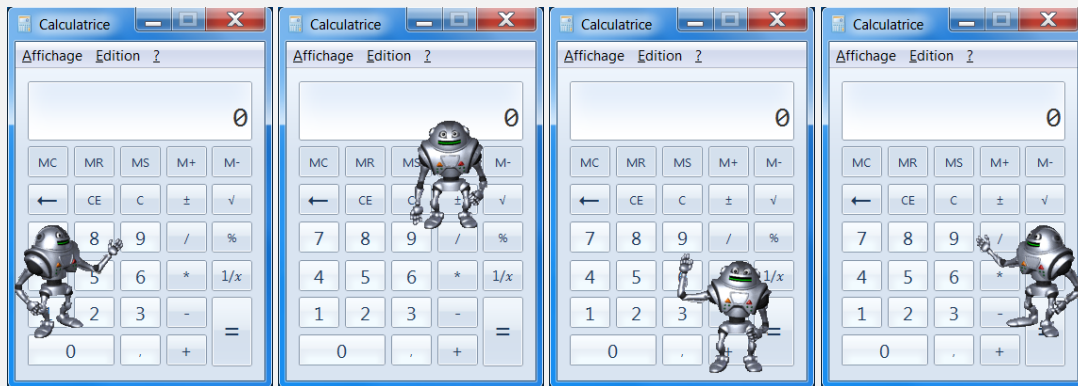 Calculatrice
Affichage Edition ?
0
MC MR MS M+ M-
← CE C ± √
8 9 / %
5 6 * 1/x
2 3 - =
0 , +
Calculatrice
Affichage Edition ?
0
MC MR MS M-
← CE C ± √
7 8 9 / %
4 5 6 * 1/x
1 2 3 - =
0 , +
Calculatrice
Affichage Edition ?
0
MC MR MS M+ M-
← CE C ± √
7 8 9 / %
4 5 1/x
1 2 3 =
0 , +
Calculatrice
Affichage Edition ?
0
MC MR MS M+ M-
← CE C ± √
7 8 9 /
4 5 6 *
1 2 3 -
0 , +